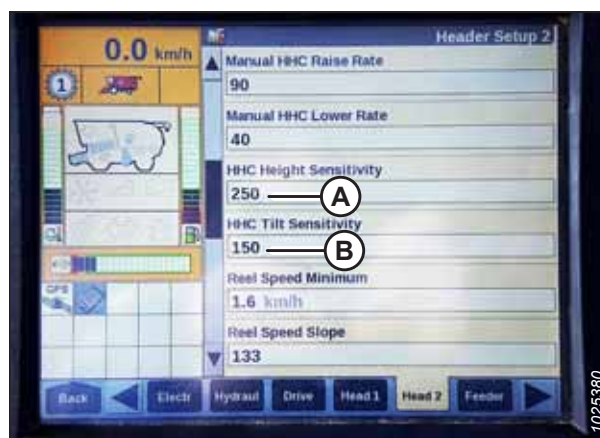 0.0 km/h
Header Setup 2
1
Manual HHC Raise Rate
90
Manual HHC Lower Rate
40
HHC Height Sensitivity
250
A
HHC Tilt Sensitivity
150
B
Reel Speed Minimum
1.6 km/h
Reel Speed Slope
133
GPS
Back
Electr
Hydraul
Drive
Head 1
Head 2
Feeder
1025380